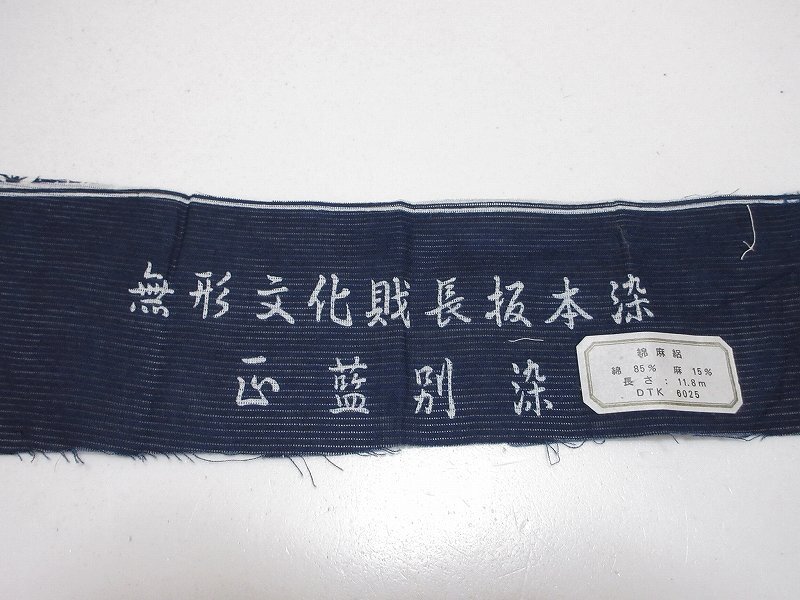 無形文化財長板本染
正藍別染
綿麻絽
綿 85% 麻 15%
長さ: 11.8m
DTK 6025